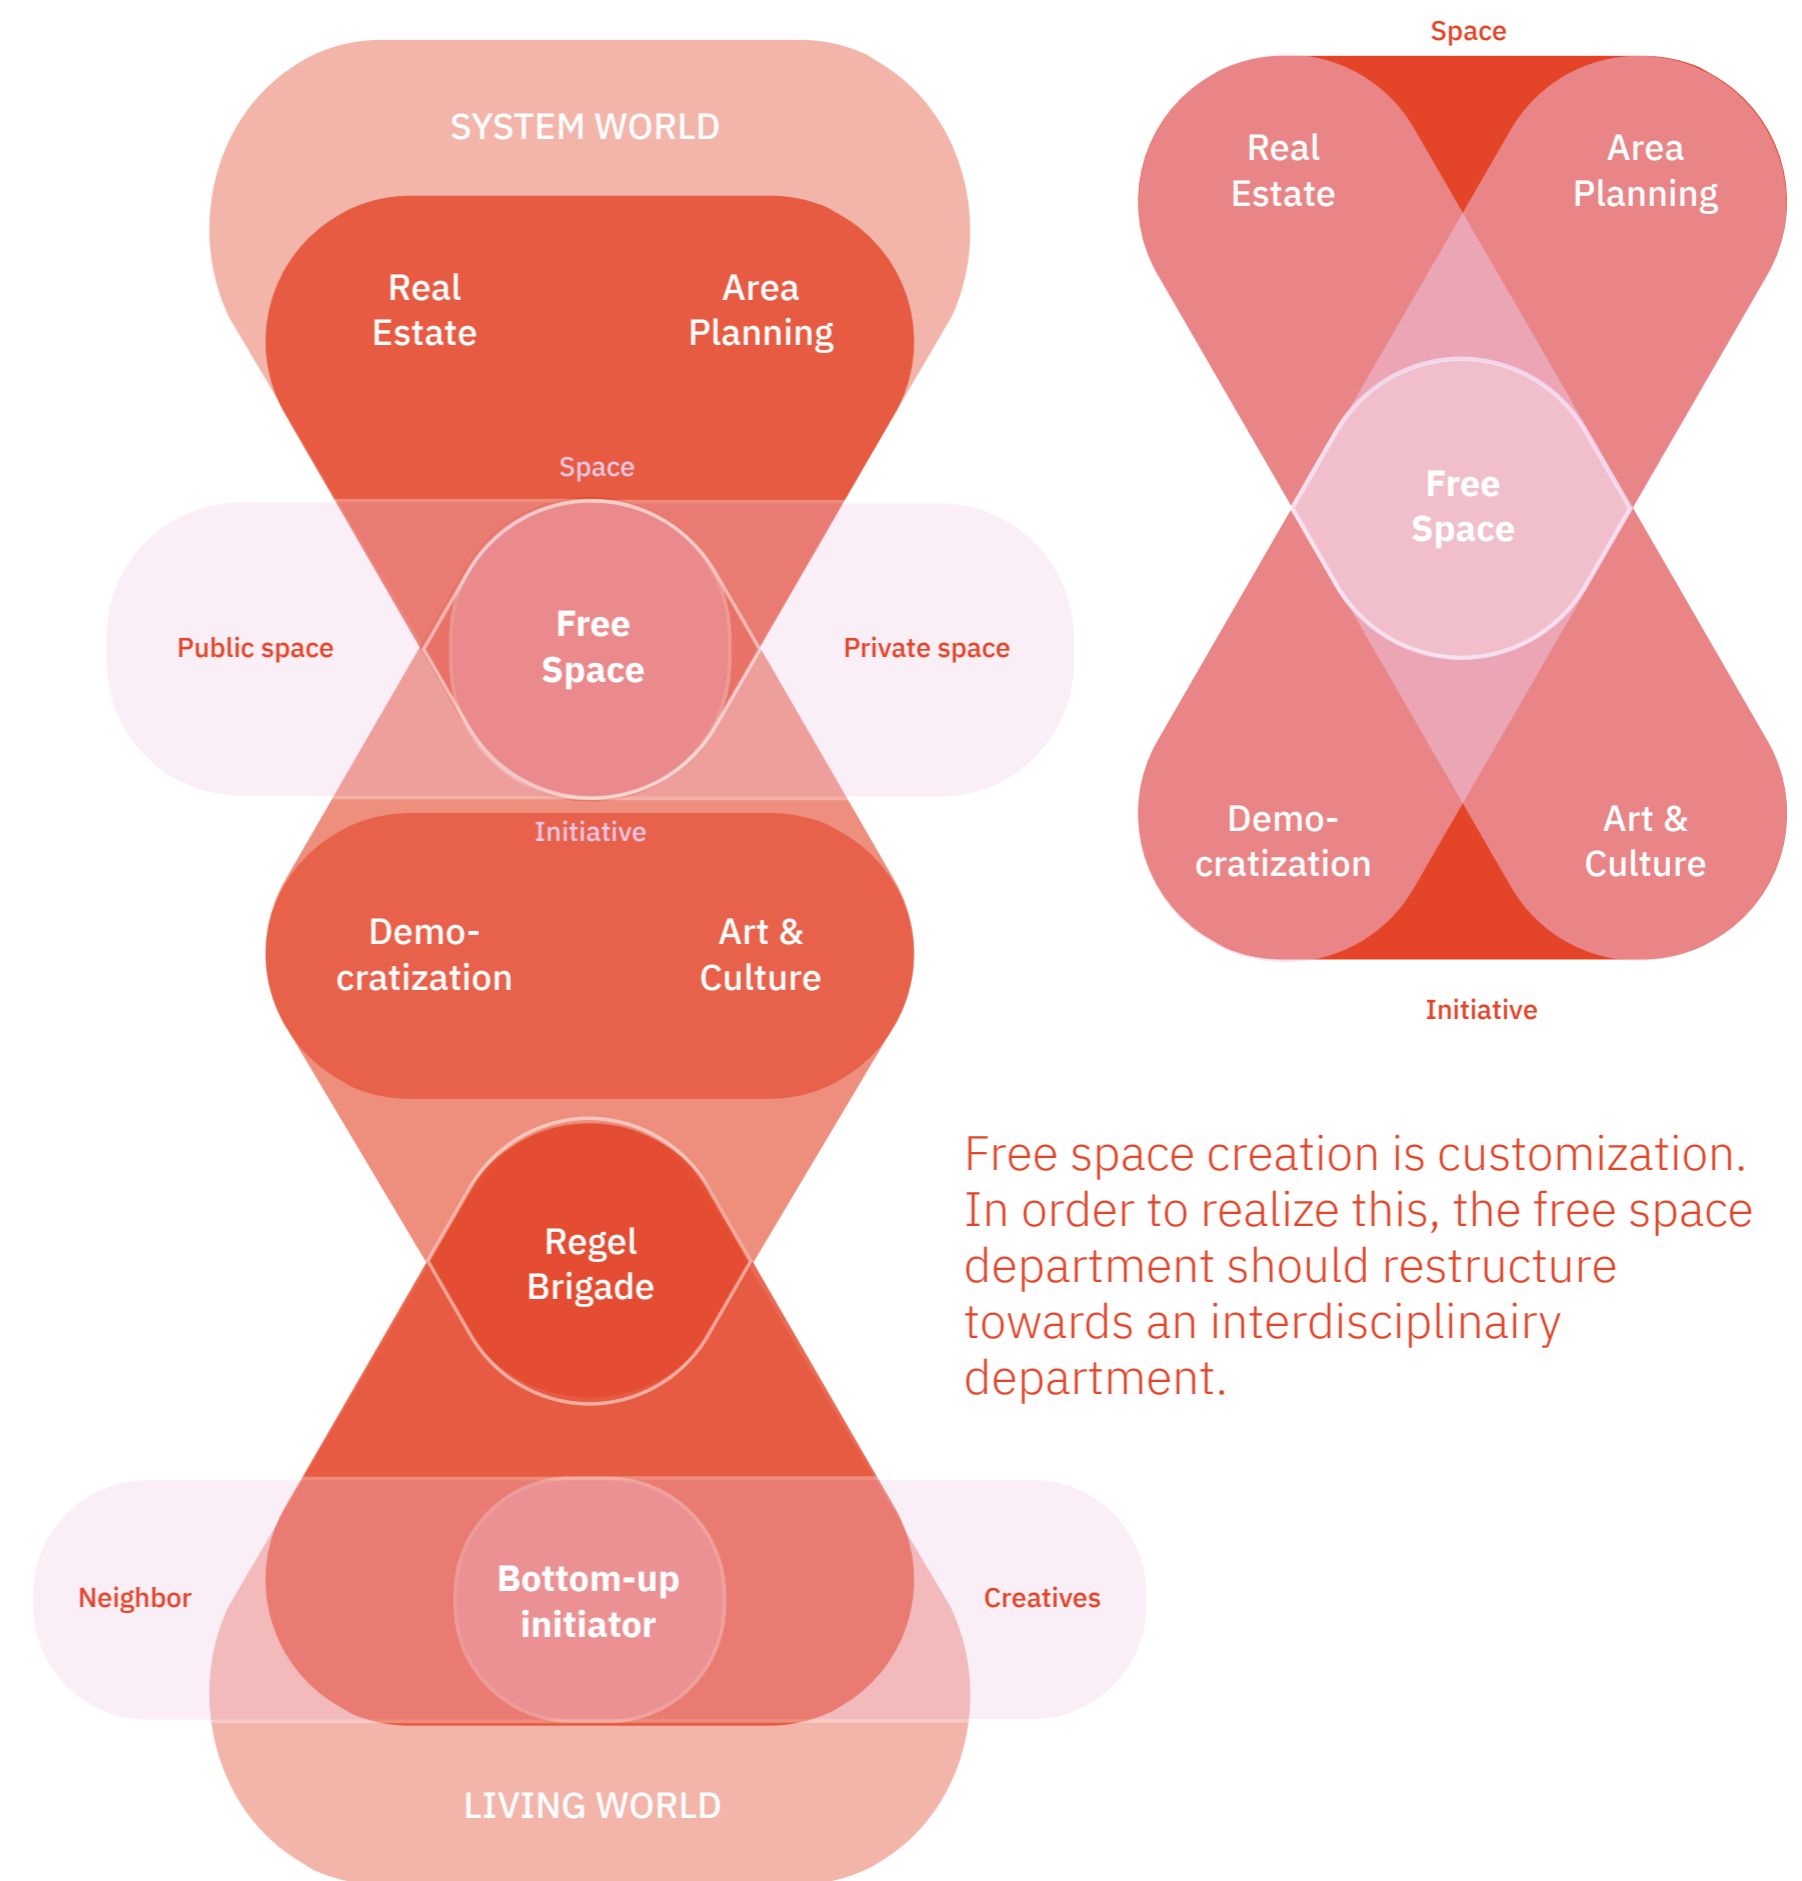 SYSTEM WORLD
Real
Estate
Area
Planning
Space
Public space
Free
Space
Private space
Initiative
Demo-
cratization
Art &
Culture
Regel
Brigade
Neighbor
Bottom-up
initiator
Creatives
LIVING WORLD
Space
Real
Estate
Area
Planning
Free
Space
Demo-
cratization
Art &
Culture
Initiative
Free space creation is customization.
In order to realize this, the free space
department should restructure
towards an interdisciplinairy
department.